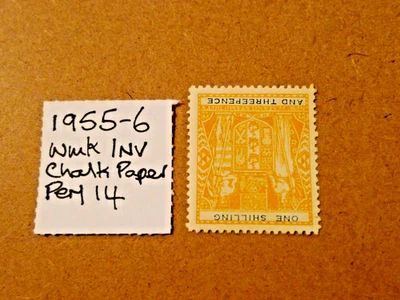 1955-6
Wmk INV
Chalk Paper
Perf 14
AND THREEPENCE
ONE SHILLING